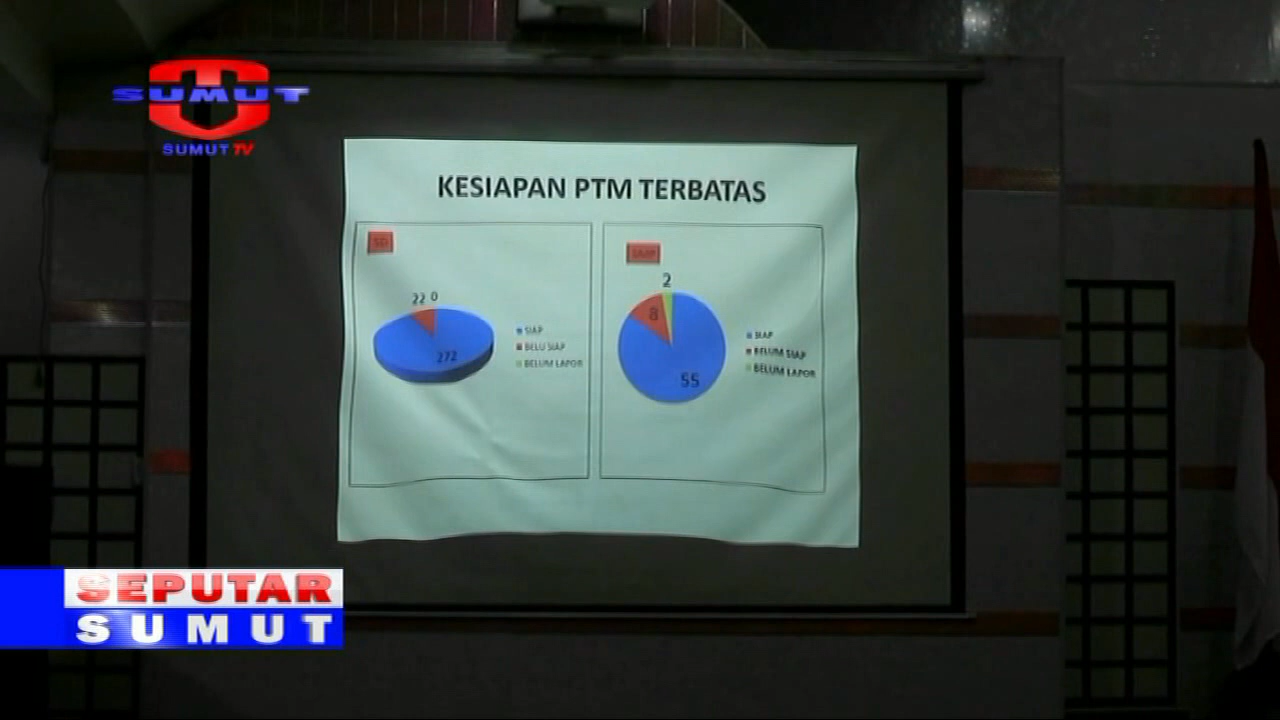 SUMUT
SUMUT TV
KESIAPAN PTM TERBATAS
SD
22 0
272
SIAP
BELU SIAP
BELUM LAPOR
SMP
2
8
55
SIAP
BELUM SIAP
BELUM LAPOR
SEPUTAR
SUMUT